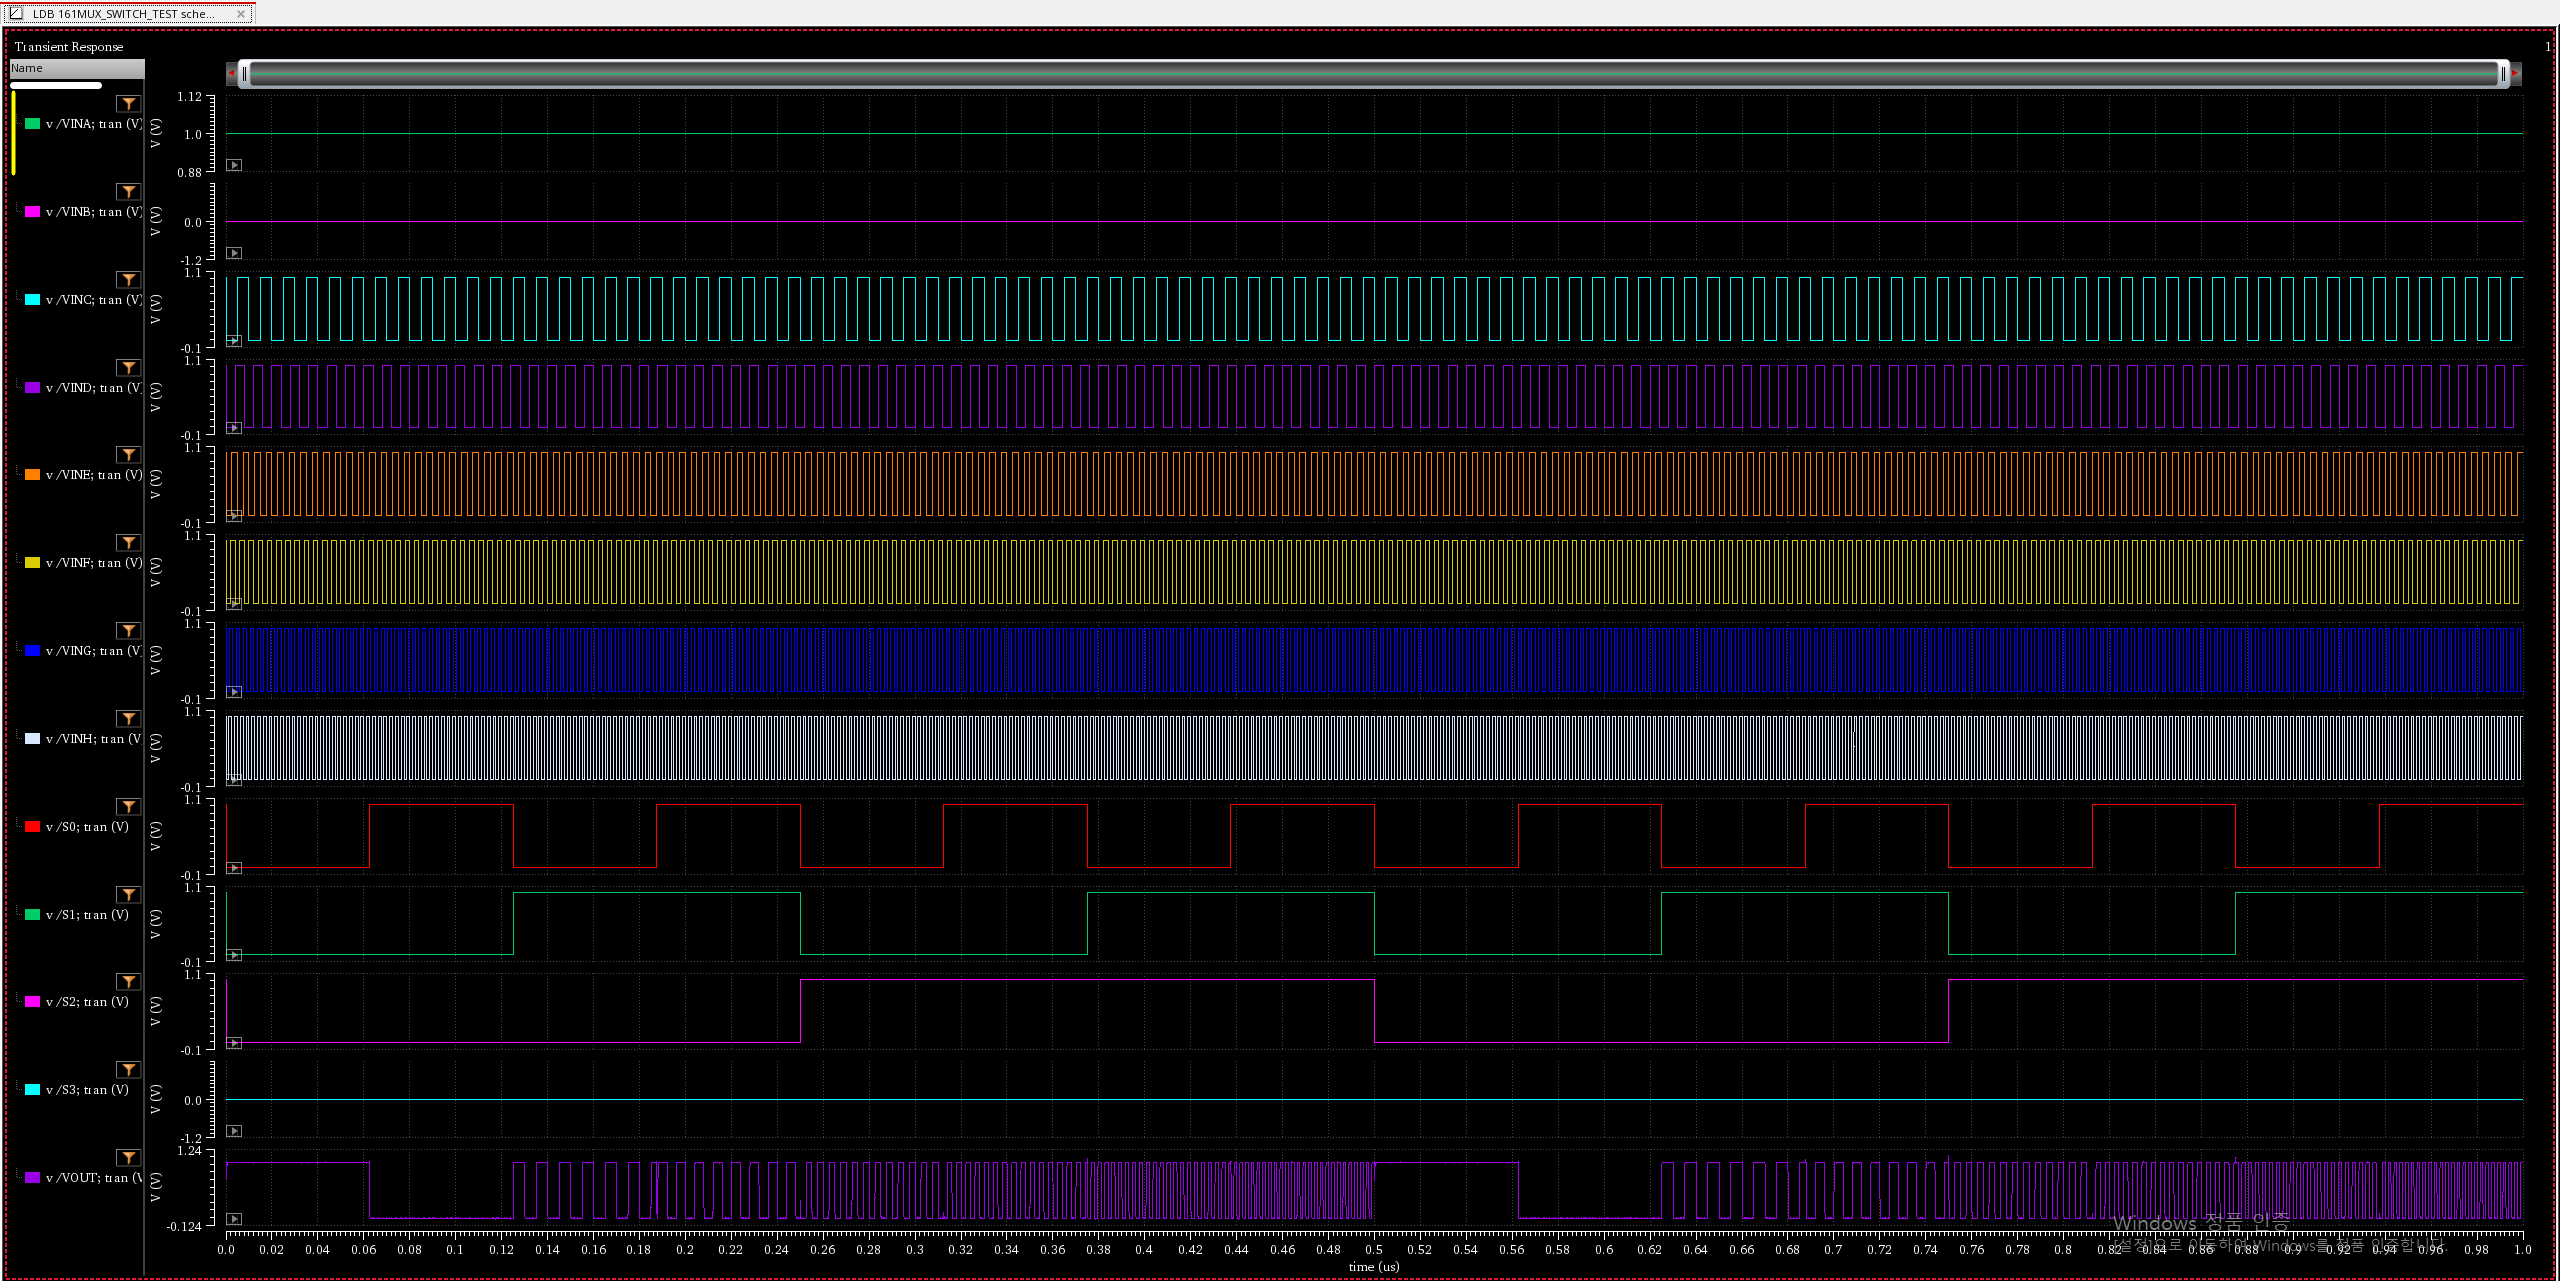 LDB 161MUX_SWITCH_TEST sche...
Transient Response
1
Name
v /VINA; tran (V)
V (V)
1.12
1.0
0.88
v /VINB; tran (V)
V (V)
0.0
-1.2
v /VINC; tran (V)
V (V)
1.1
-0.1
v /VIND; tran (V)
V (V)
1.1
-0.1
v /VINE; tran (V)
V (V)
1.1
-0.1
v /VINF; tran (V)
V (V)
1.1
-0.1
v /VING; tran (V)
V (V)
1.1
-0.1
v /VINH; tran (V
V (V)
1.1
-0.1
v /S0; tran (V)
V (V)
1.1
-0.1
v /S1; tran (V)
V (V)
1.1
-0.1
v /S2; tran (V)
V (V)
1.1
-0.1
v /S3; tran (V)
V (V)
0.0
-1.2
v /VOUT; tran (V
V (V)
1.24
-0.124
0.0 0.02 0.04 0.06 0.08 0.1 0.12 0.14 0.16 0.18 0.2 0.22 0.24 0.26 0.28 0.3 0.32 0.34 0.36 0.38 0.4 0.42 0.44 0.46 0.48 0.5 0.52 0.54 0.56 0.58 0.6 0.62 0.64 0.66 0.68 0.7 0.72 0.74 0.76 0.78 0.8 0.82 0.84 0.86 0.88 0.9 0.92 0.94 0.96 0.98 1.0
time (us)
Windows 정품 인증
[설정]으로 이동하여 Windows를 정품 인증합니다.